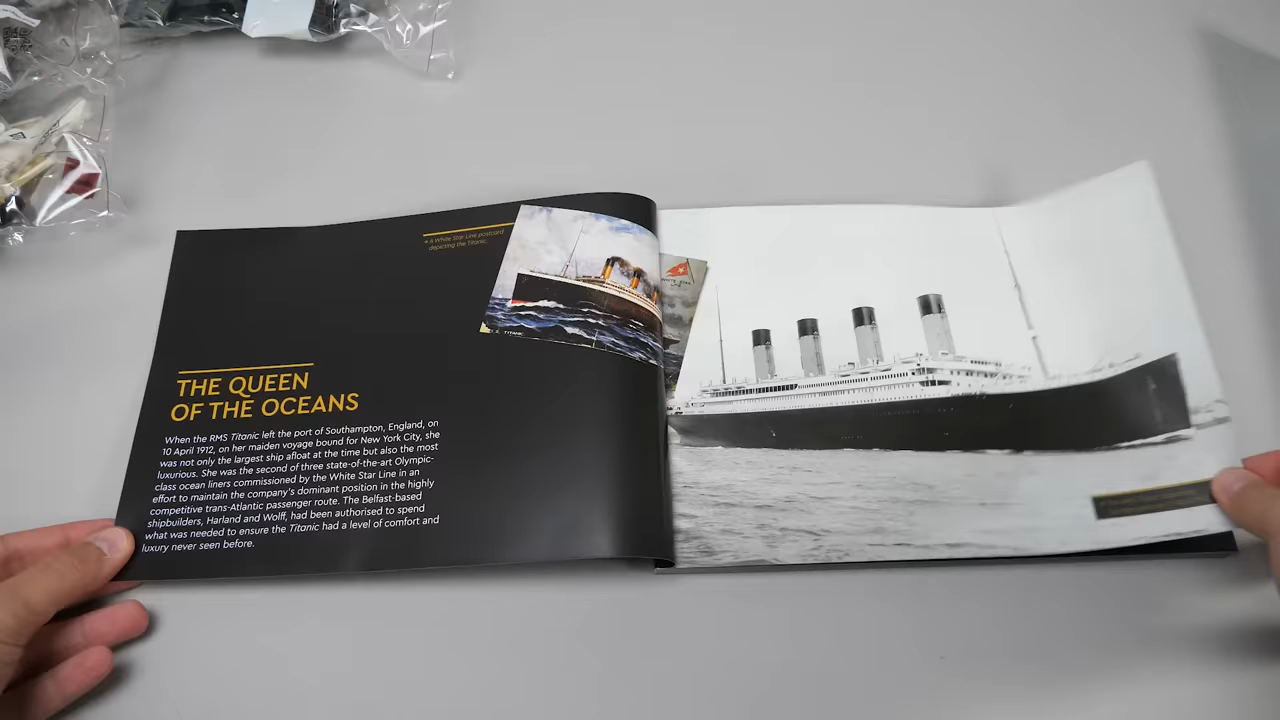 A White Star Line postcard
depicting the Titanic.
WHITE STAR
LINE
TITANIC
THE QUEEN
OF THE OCEANS
When the RMS Titanic left the port of Southampton, England, on
10 April 1912, on her maiden voyage bound for New York City, she
was not only the largest ship afloat at the time but also the most
luxurious. She was the second of three state-of-the-art Olympic-
class ocean liners commissioned by the White Star Line in an
effort to maintain the company's dominant position in the highly
competitive trans-Atlantic passenger route. The Belfast-based
shipbuilders, Harland and Wolff, had been authorised to spend
what was needed to ensure the Titanic had a level of comfort and
luxury never seen before.